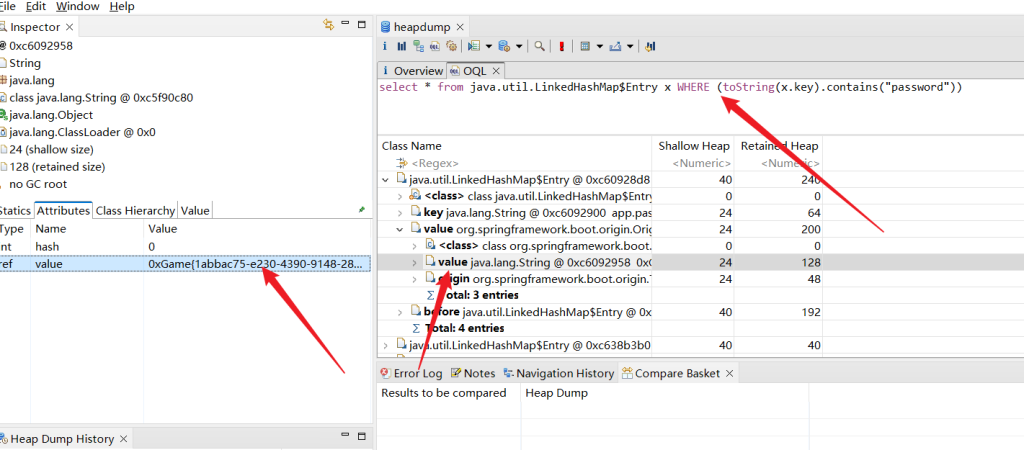 File Edit Window Help
Inspector
@ 0xc6092958
String
java.lang
class java.lang.String @ 0xc5f90c80
java.lang.Object
java.lang.ClassLoader @ 0x0
24 (shallow size)
128 (retained size)
no GC root
Statics Attributes Class Hierarchy Value
Type Name Value
int hash 0
ref value 0xGame{1abbac75-e230-4390-9148-28...
Heap Dump History
heapdump
i Overview OQL
select * from java.util.LinkedHashMap$Entry x WHERE (toString(x.key).contains("password"))
Class Name Shallow Heap Retained Heap
<Regex> <Numeric> <Numeric>
java.util.LinkedHashMap$Entry @ 0xc60928d8 40 240
<class> class java.util.LinkedHashMap$Entry 0 0
key java.lang.String @ 0xc6092900 app.pas 24 64
value org.springframework.boot.origin.Orig 24 200
<class> class org.springframework.boot. 0 0
value java.lang.String @ 0xc6092958 0xG 24 128
origin org.springframework.boot.origin.T 24 48
Total: 3 entries
before java.util.LinkedHashMap$Entry @ 0x 40 192
Total: 4 entries
java.util.LinkedHashMap$Entry @ 0xc638b3b0 40 40
Error Log Notes Navigation History Compare Basket
Results to be compared Heap Dump